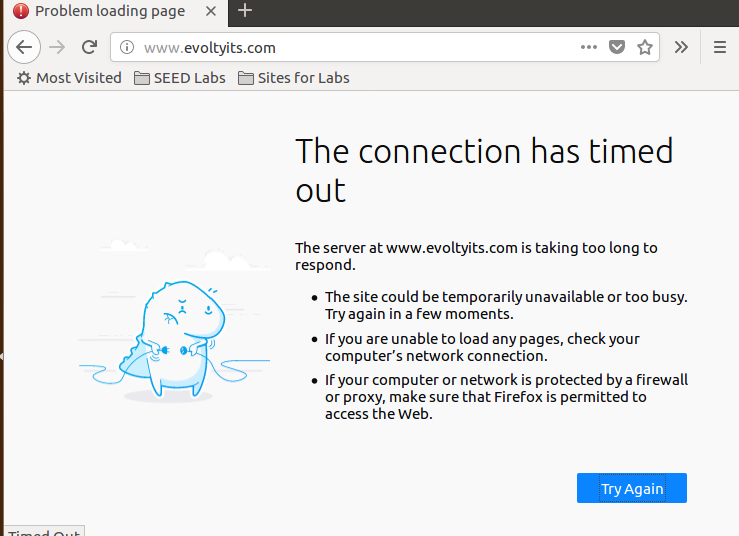 Problem loading page
www.evoltyits.com
Most Visited SEED Labs Sites for Labs
The connection has timed
out
The server at www.evoltyits.com is taking too long to
respond.
The site could be temporarily unavailable or too busy.
Try again in a few moments.
If you are unable to load any pages, check your
computer’s network connection.
If your computer or network is protected by a firewall
or proxy, make sure that Firefox is permitted to
access the Web.
Try Again
Timed Out